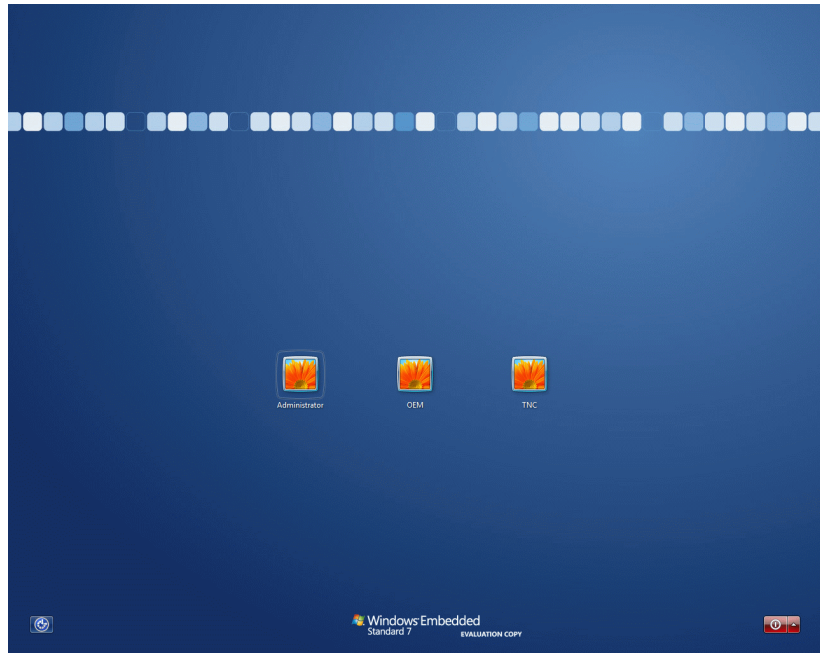 Administrator
OEM
TNC
Windows Embedded
Standard 7
EVALUATION COPY